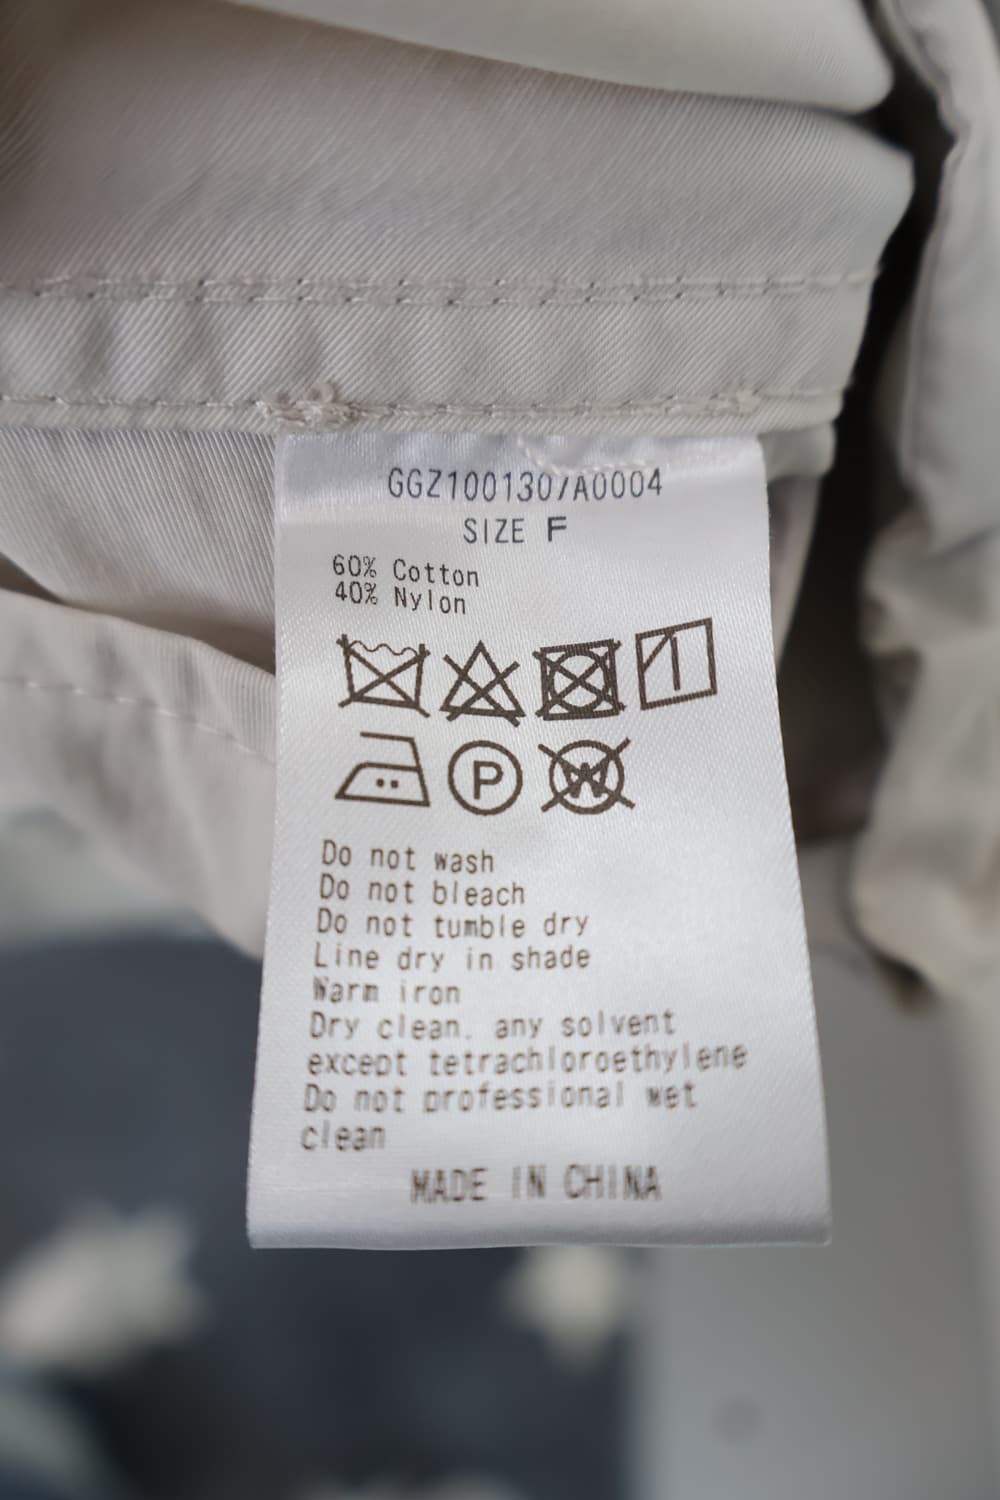 GGZ1001307A0004
SIZE F
60% Cotton
40% Nylon
P
W
Do not wash
Do not bleach
Do not tumble dry
Line dry in shade
Warm iron
Dry clean. any solvent
except tetrachloroethylene
Do not professional wet
clean
MADE IN CHINA